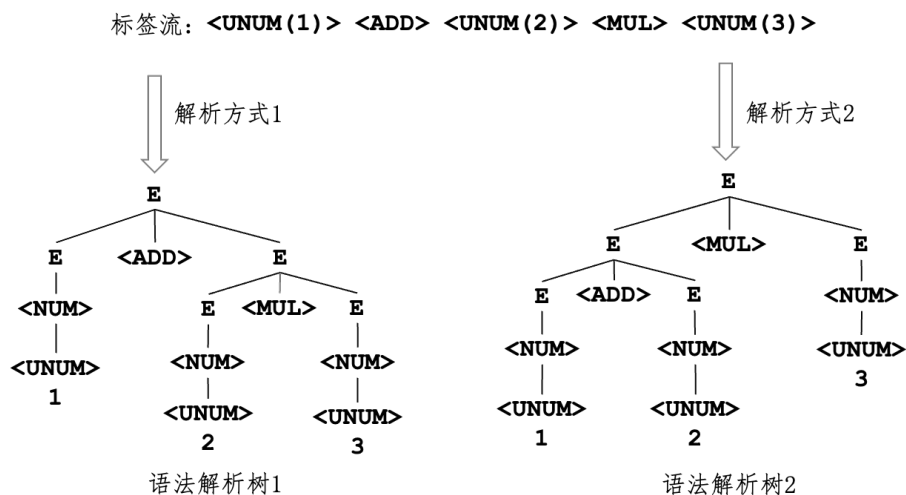 标签流: <UNUM(1)> <ADD> <UNUM(2)> <MUL> <UNUM(3)>
解析方式1
解析方式2
E
E <ADD> E
<NUM> E <MUL> E
<UNUM> <NUM> <NUM>
1 <UNUM> <UNUM>
2 3
语法解析树1
E
E <MUL> E
E <ADD> E <NUM>
<NUM> <NUM> <UNUM>
3
<UNUM> <UNUM>
1 2
语法解析树2